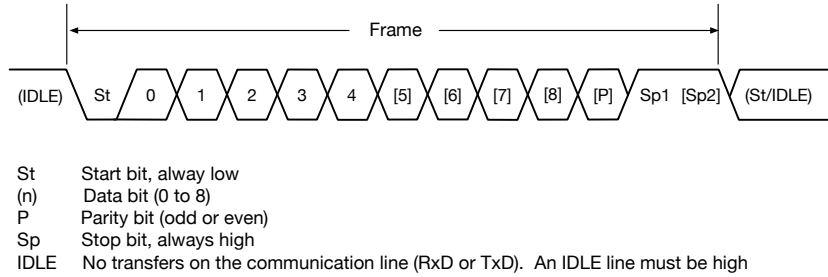 Frame
(IDLE) St 0 1 2 3 4 [5] [6] [7] [8] [P] Sp1 [Sp2] (St/IDLE)
St Start bit, alway low
(n) Data bit (0 to 8)
P Parity bit (odd or even)
Sp Stop bit, always high
IDLE No transfers on the communication line (RxD or TxD). An IDLE line must be high